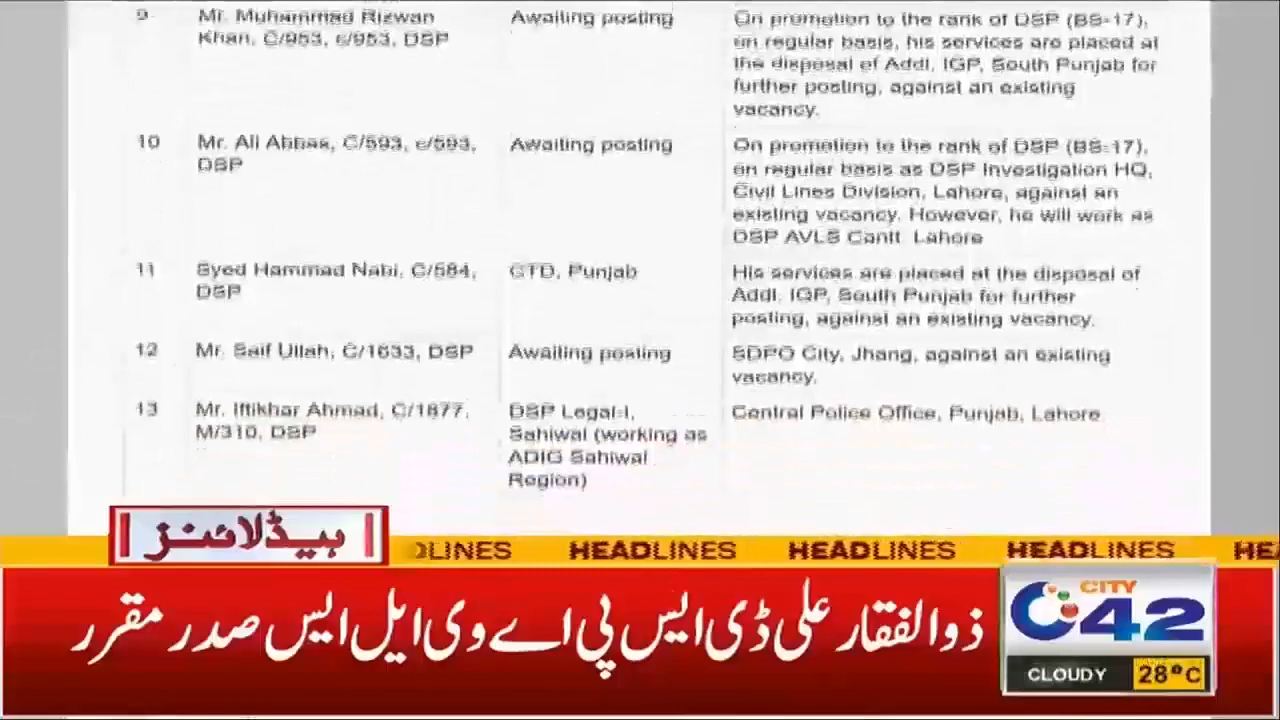 9 Mr. Muhammad Rizwan Awaiting posting On promotion to the rank of DSP (BS-17),
Khan, C/953, c/953, DSP on regular basis, his services are placed at
the disposal of Addl. IGP, South Punjab for
further posting, against an existing
vacancy.
10 Mr. Ali Abbas, C/593, c/593, Awaiting posting On promotion to the rank of DSP (BS-17),
DSP on regular basis as DSP Investigation HQ,
Civil Lines Division, Lahore, against an
existing vacancy. However, he will work as
DSP AVLS Cantt Lahore
11 Syed Hammad Nabi, C/584, CTD, Punjab His services are placed at the disposal of
DSP Addl. IGP, South Punjab for further
posting, against an existing vacancy.
12 Mr. Saif Ullah, C/1633, DSP Awaiting posting SDPO City, Jhang, against an existing
vacancy.
13 Mr. Iftikhar Ahmad, C/1877, DSP Legal-I, Central Police Office, Punjab, Lahore
M/310, DSP Sahiwal (working as
ADIG Sahiwal
Region)
ہیڈلائنز
LINES HEADLINES HEADLINES HEADLINES HE
ذوالفقار علی ڈی ایس پی اے وی ایل ایس صدر مقرر
CITY
42
CLOUDY 28°C